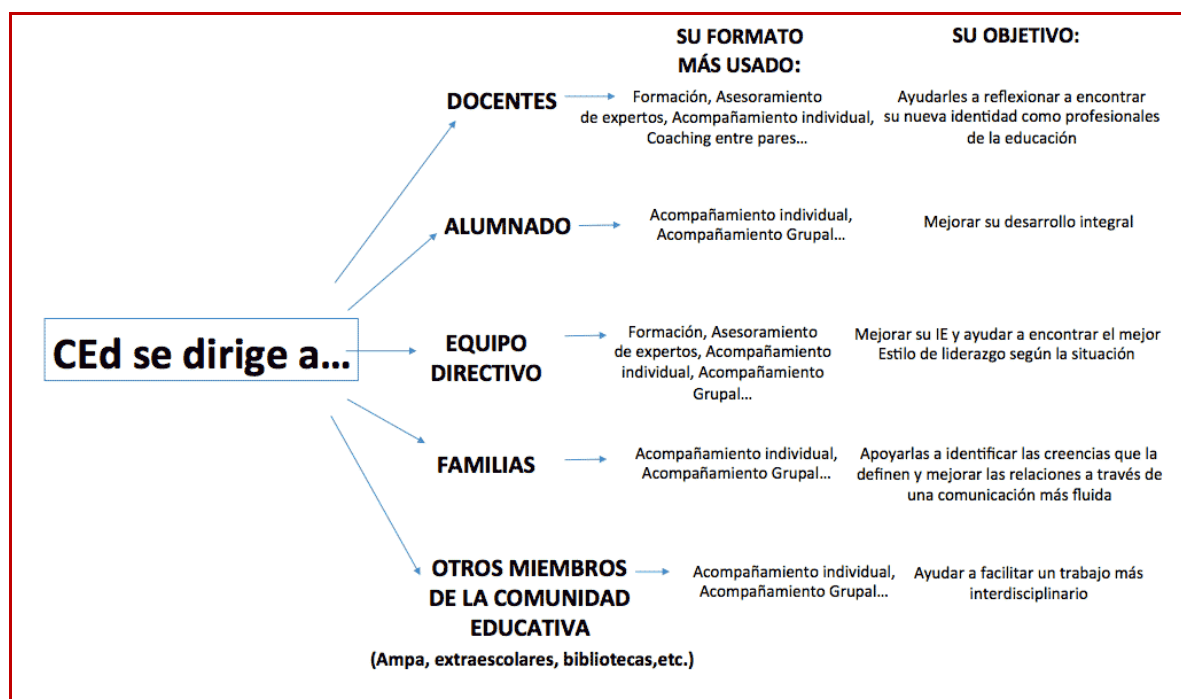 SU FORMATO
MÁS USADO:
SU OBJETIVO:
DOCENTES
Formación, Asesoramiento
de expertos, Acompañamiento individual,
Coaching entre pares...
Ayudarles a reflexionar a encontrar
su nueva identidad como profesionales
de la educación
ALUMNADO
Acompañamiento individual,
Acompañamiento Grupal...
Mejorar su desarrollo integral
CEd se dirige a...
EQUIPO
DIRECTIVO
Formación, Asesoramiento
de expertos, Acompañamiento
individual, Acompañamiento
Grupal...
Mejorar su IE y ayudar a encontrar el mejor
Estilo de liderazgo según la situación
FAMILIAS
Acompañamiento individual,
Acompañamiento Grupal...
Apoyarlas a identificar las creencias que la
definen y mejorar las relaciones a través de
una comunicación más fluida
OTROS MIEMBROS
DE LA COMUNIDAD
EDUCATIVA
(Ampa, extraescolares, bibliotecas,etc.)
Acompañamiento individual,
Acompañamiento Grupal...
Ayudar a facilitar un trabajo más
interdisciplinario